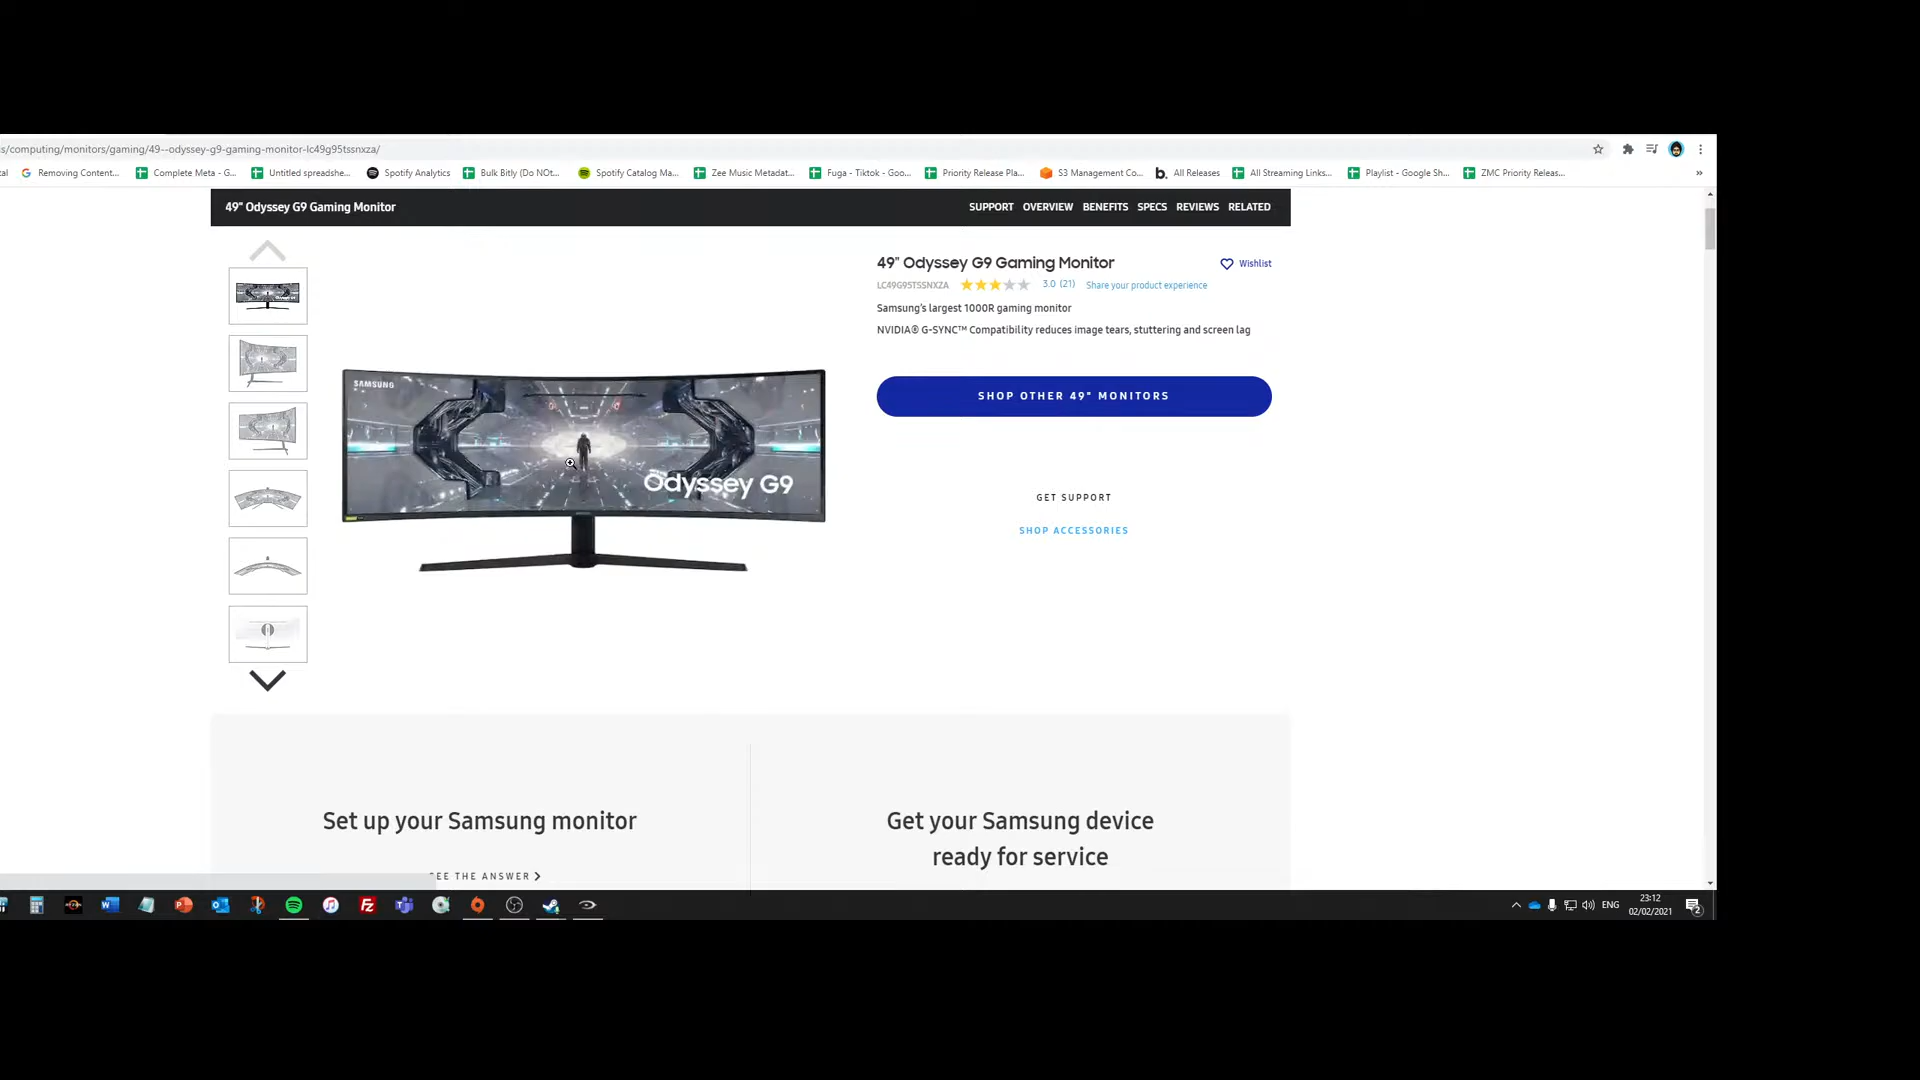 s/computing/monitors/gaming/49--odyssey-g9-gaming-monitor-lc49g95tssnxza/
tal Removing Content... Complete Meta - G... Untitled spreadshe... Spotify Analytics Bulk Bitly (Do NOt... Spotify Catalog Ma... Zee Music Metadat... Fuga - Tiktok - Goo... Priority Release Pla... S3 Management Co... b. All Releases All Streaming Links... Playlist - Google Sh... ZMC Priority Releas... »
49" Odyssey G9 Gaming Monitor
SUPPORT OVERVIEW BENEFITS SPECS REVIEWS RELATED
49" Odyssey G9 Gaming Monitor
Wishlist
LC49G95TSSNXZA 3.0 (21) Share your product experience
Samsung's largest 1000R gaming monitor
NVIDIA® G-SYNC™ Compatibility reduces image tears, stuttering and screen lag
SHOP OTHER 49" MONITORS
GET SUPPORT
SHOP ACCESSORIES
SAMSUNG
Odyssey G9
Set up your Samsung monitor
EE THE ANSWER
Get your Samsung device
ready for service
ENG
23:12
02/02/2021
2